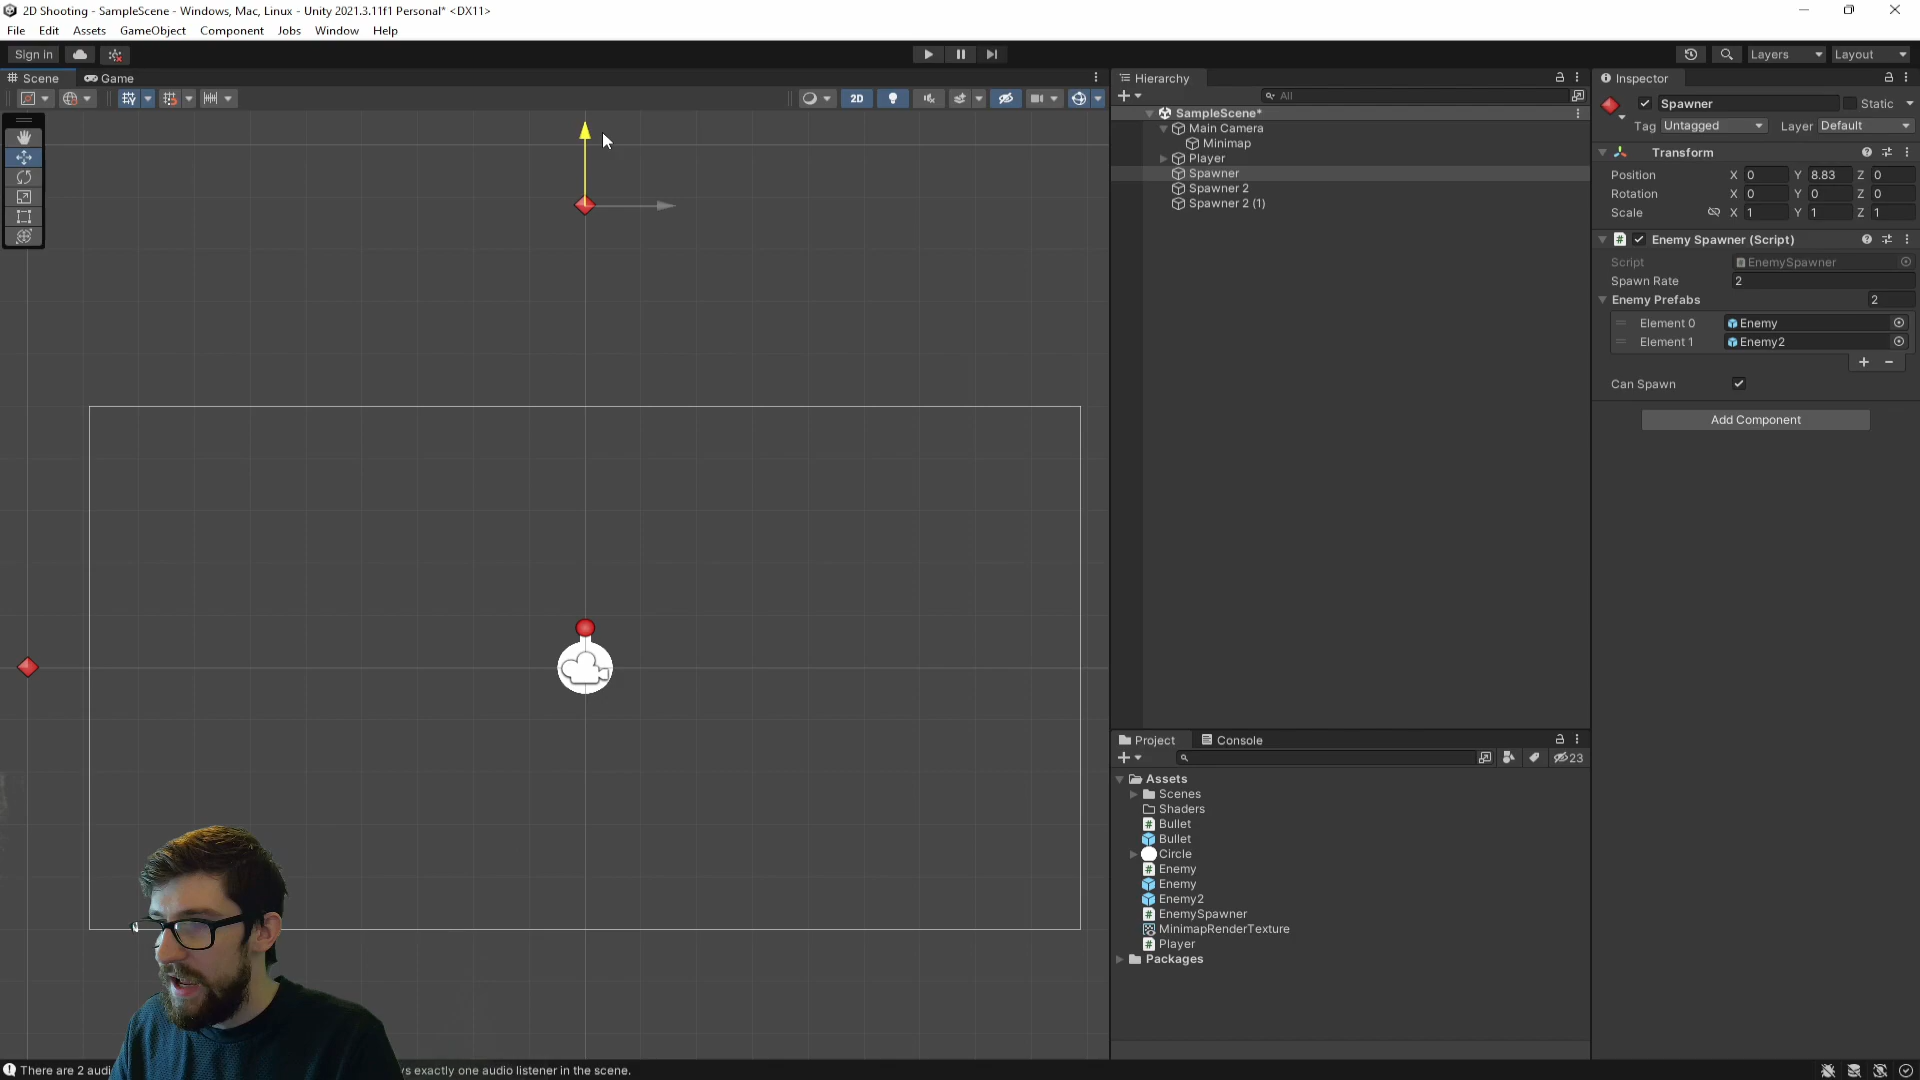 2D Shooting - SampleScene - Windows, Mac, Linux - Unity 2021.3.11f1 Personal* <DX11>
File Edit Assets GameObject Component Jobs Window Help
Sign in
Layers
Layout
Scene
Game
2D
Hierarchy
All
SampleScene*
Main Camera
Minimap
Player
Spawner
Spawner 2
Spawner 2 (1)
Inspector
Spawner
Static
Tag Untagged
Layer Default
Transform
Position X 0 Y 8.83 Z 0
Rotation X 0 Y 0 Z 0
Scale X 1 Y 1 Z 1
Enemy Spawner (Script)
Script EnemySpawner
Spawn Rate 2
Enemy Prefabs 2
Element 0 Enemy
Element 1 Enemy2
Can Spawn
Add Component
Project
Console
23
Assets
Scenes
Shaders
Bullet
Bullet
Circle
Enemy
Enemy
Enemy2
EnemySpawner
MinimapRenderTexture
Player
Packages
There are 2 audi
s exactly one audio listener in the scene.